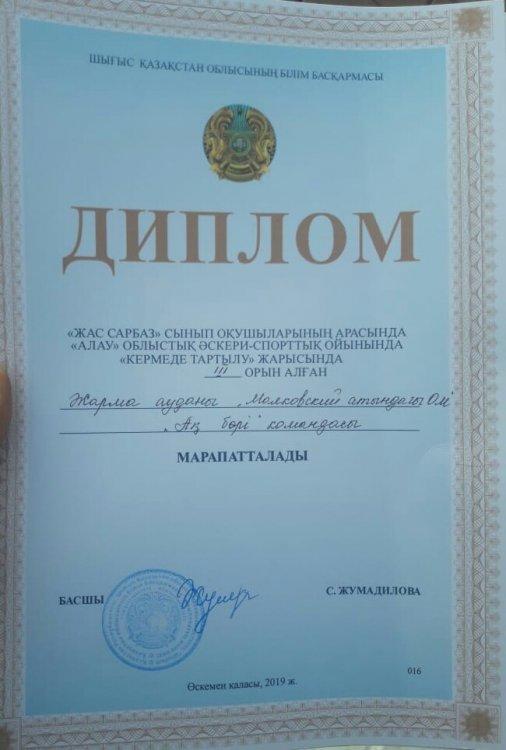 ШЫҒЫС ҚАЗАҚСТАН ОБЛЫСЫНЫҢ БІЛІМ БАСҚАРМАСЫ
ДИПЛОМ
«ЖАС САРБАЗ» СЫНЫП ОҚУШЫЛАРЫНЫҢ АРАСЫНДА
«АЛАУ» ОБЛЫСТЫҚ ӘСКЕРИ-СПОРТТЫҚ ОЙЫНЫНДА
«КЕРМЕДЕ ТАРТЫЛУ» ЖАРЫСЫНДА
III ОРЫН АЛҒАН
Жарма ауданы „Малковский атындағы ОМ"
„Ақ бөрі" командасы
МАРАПАТТАЛАДЫ
БАСШЫ С. ЖУМАДИЛОВА
016
Өскемен қаласы, 2019 ж.